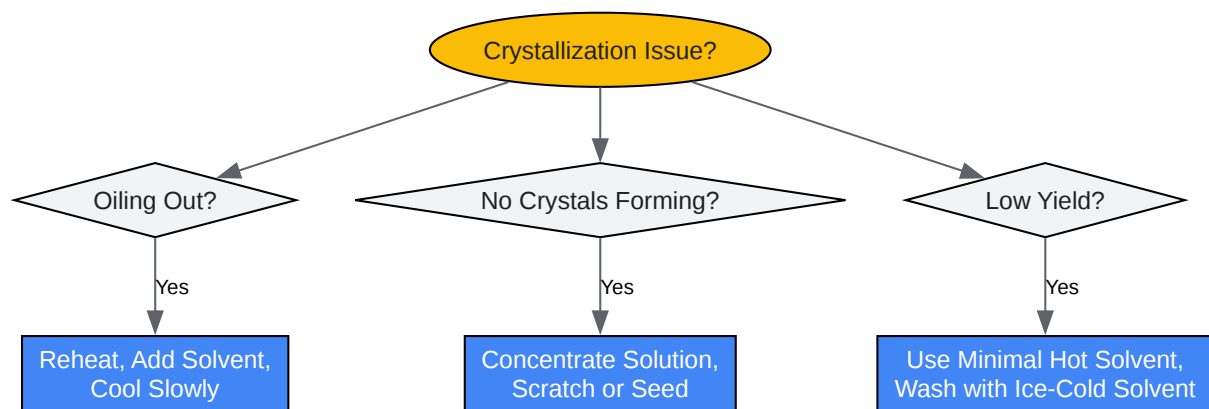 Crystallization Issue?
Oiling Out?
No Crystals Forming?
Low Yield?
Yes
Yes
Yes
Reheat, Add Solvent,
Cool Slowly
Concentrate Solution,
Scratch or Seed
Use Minimal Hot Solvent,
Wash with Ice-Cold Solvent